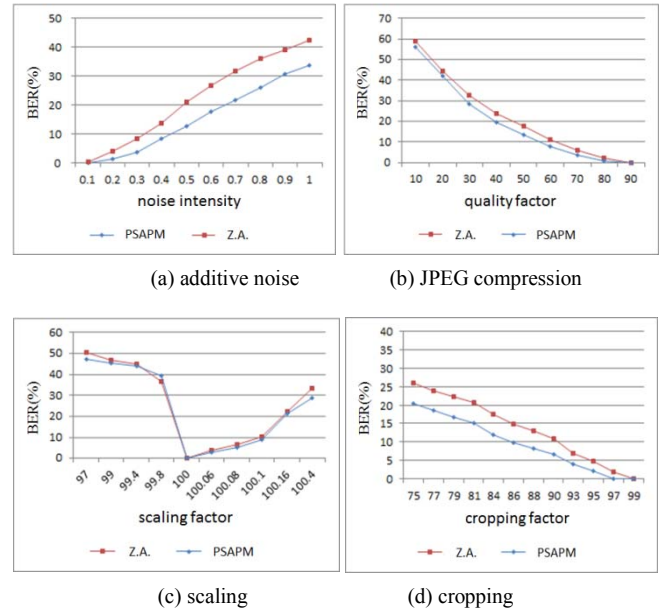 50
40
30
20
10
0
BER(%)
0.1 0.2 0.3 0.4 0.5 0.6 0.7 0.8 0.9 1
noise intensity
PSAPM Z.A.
70
60
50
40
30
20
10
0
BER(%)
10 20 30 40 50 60 70 80 90
quality factor
Z.A. PSAPM
(a) additive noise (b) JPEG compression
60
50
40
30
20
10
0
BER(%)
97 99 99.4 99.8 100 100.06 100.08 100.1 100.16 100.4
scaling factor
Z.A. PSAPM
40
35
30
25
20
15
10
5
0
BER(%)
75 77 79 81 84 86 88 90 93 95 97 99
cropping factor
Z.A. PSAPM
(c) scaling (d) cropping